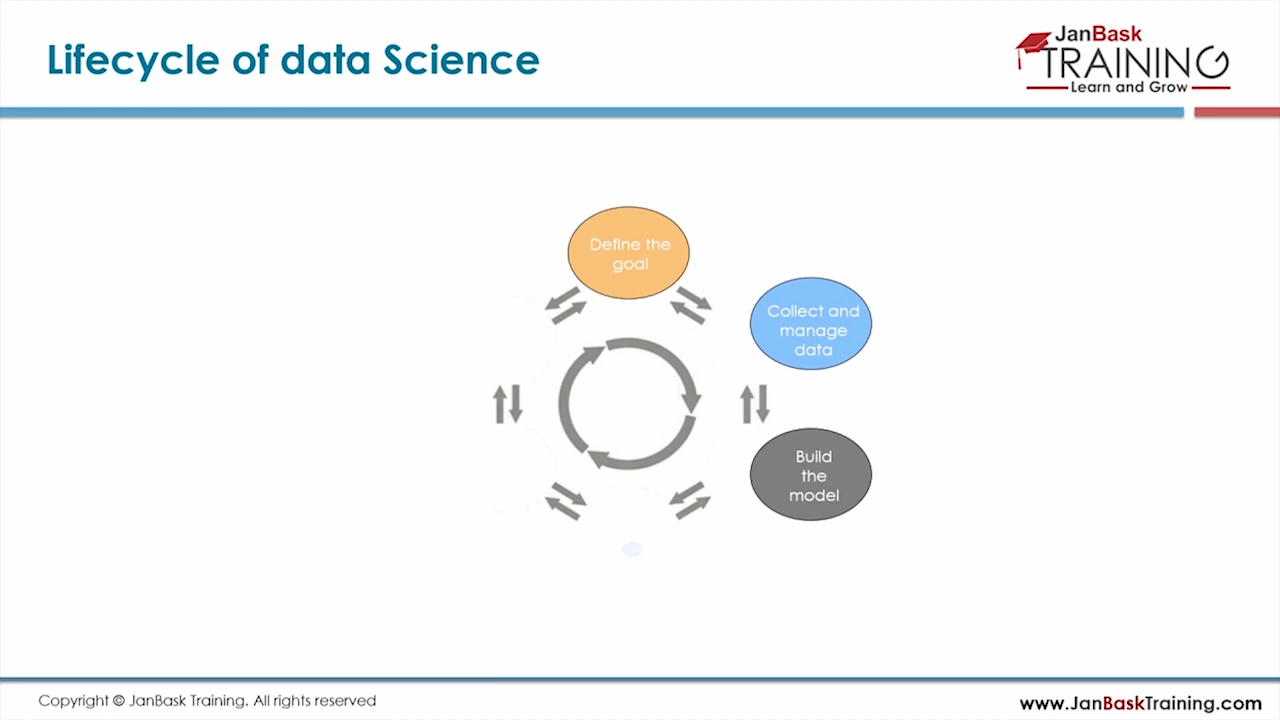 Lifecycle of data Science
JanBask
TRAINING
Learn and Grow
Define the
goal
Collect and
manage
data
Build
the
model
Copyright © JanBask Training. All rights reserved
www.JanBaskTraining.com